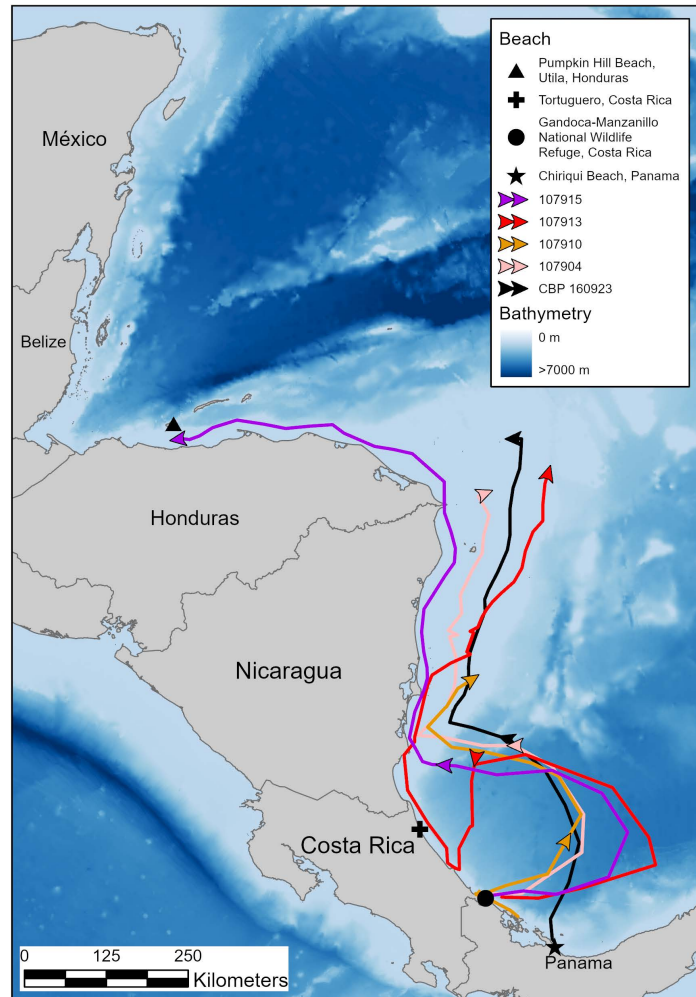 Beach
Pumpkin Hill Beach,
Utila, Honduras
Tortuguero, Costa Rica
Gandoca-Manzanillo
National Wildlife
Refuge, Costa Rica
Chiriqui Beach, Panama
107915
107913
107910
107904
CBP 160923
Bathymetry
0 m
>7000 m
México
Belize
Honduras
Nicaragua
Costa Rica
Panama
0 125 250
Kilometers